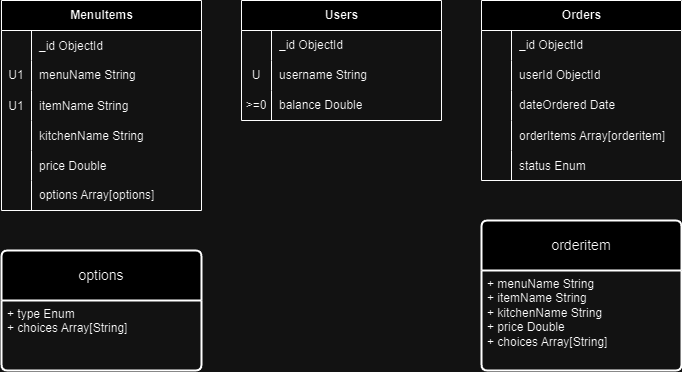 MenuItems
_id ObjectId
U1 menuName String
U1 itemName String
kitchenName String
price Double
options Array[options]
Users
_id ObjectId
U username String
>=0 balance Double
Orders
_id ObjectId
userId ObjectId
dateOrdered Date
orderItems Array[orderitem]
status Enum
options
+ type Enum
+ choices Array[String]
orderitem
+ menuName String
+ itemName String
+ kitchenName String
+ price Double
+ choices Array[String]